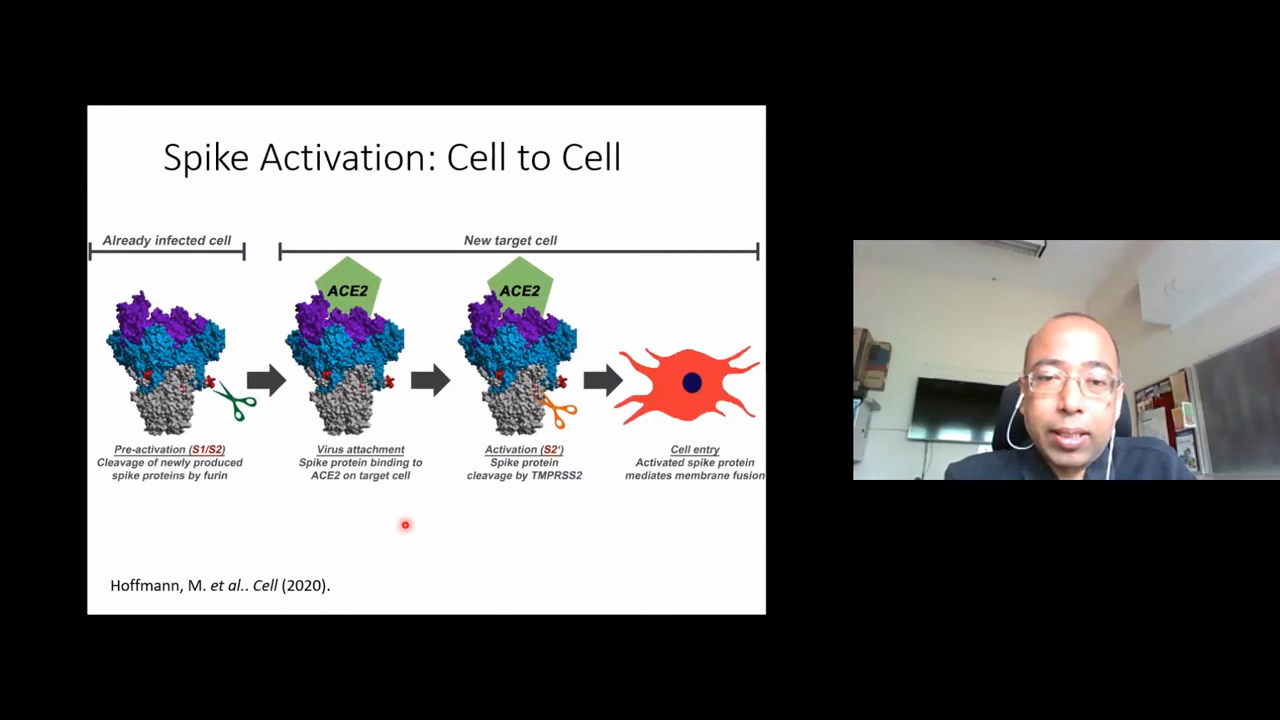 Spike Activation: Cell to Cell
Already infected cell
New target cell
ACE2
ACE2
Pre-activation (S1/S2)
Cleavage of newly produced
spike proteins by furin
Virus attachment
Spike protein binding to
ACE2 on target cell
Activation (S2‘)
Spike protein
cleavage by TMPRSS2
Cell entry
Activated spike protein
mediates membrane fusion
Hoffmann, M. et al.. Cell (2020).